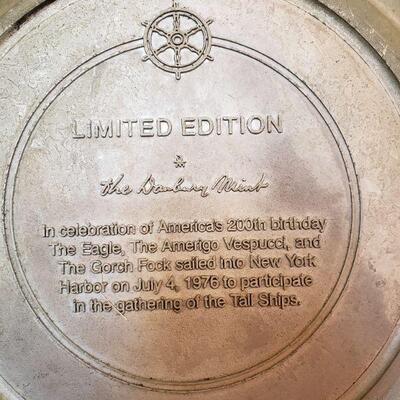 LIMITED EDITION
The Danbury Mint
In celebration of America's 200th birthday
The Eagle, The Amerigo Vespucci, and
The Gorch Fock sailed into New York
Harbor on July 4, 1976 to participate
in the gathering of the Tall Ships.